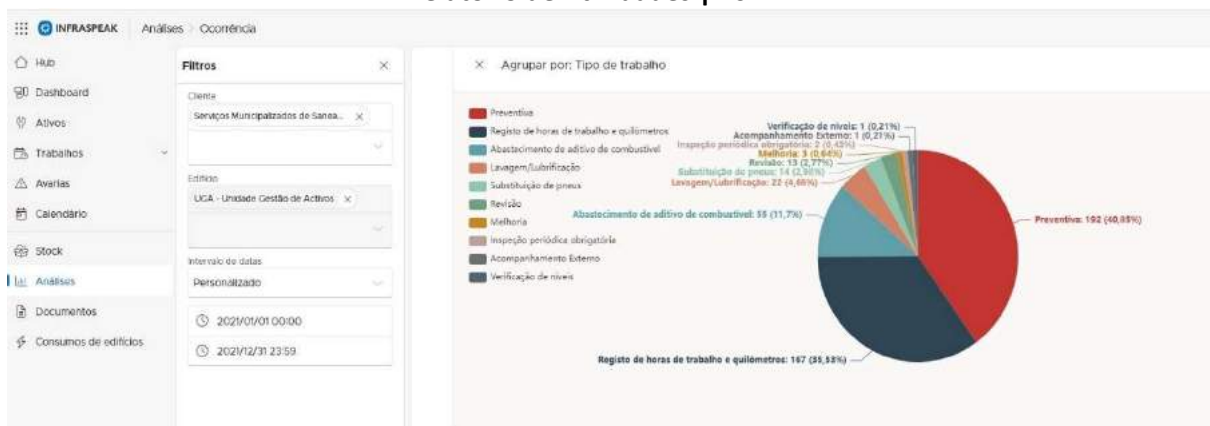 INFRASPEAK
Análises > Ocorrência
Hub
Dashboard
Ativos
Trabalhos
Avarias
Calendário
Stock
Análises
Documentos
Consumos de edifícios
Filtros
Cliente
Serviços Municipalizados de Sanea...
Edifício
UGA - Unidade Gestão de Activos
Intervalo de datas
Personalizado
2021/01/01 00:00
2021/12/31 23:59
Agrupar por: Tipo de trabalho
Preventiva
Registo de horas de trabalho e quilómetros
Abastecimento de aditivo de combustível
Lavagem/Lubrificação
Substituição de pneus
Revisão
Melhoria
Inspeção periódica obrigatória
Acompanhamento Externo
Verificação de níveis
Verificação de níveis: 1 (0,21%)
Acompanhamento Externo: 1 (0,21%)
Inspeção periódica obrigatória: 2 (0,43%)
Melhoria: 3 (0,64%)
Revisão: 13 (2,77%)
Substituição de pneus: 14 (2,98%)
Lavagem/Lubrificação: 22 (4,68%)
Abastecimento de aditivo de combustível: 55 (11,7%)
Preventiva: 192 (40,85%)
Registo de horas de trabalho e quilómetros: 167 (35,53%)